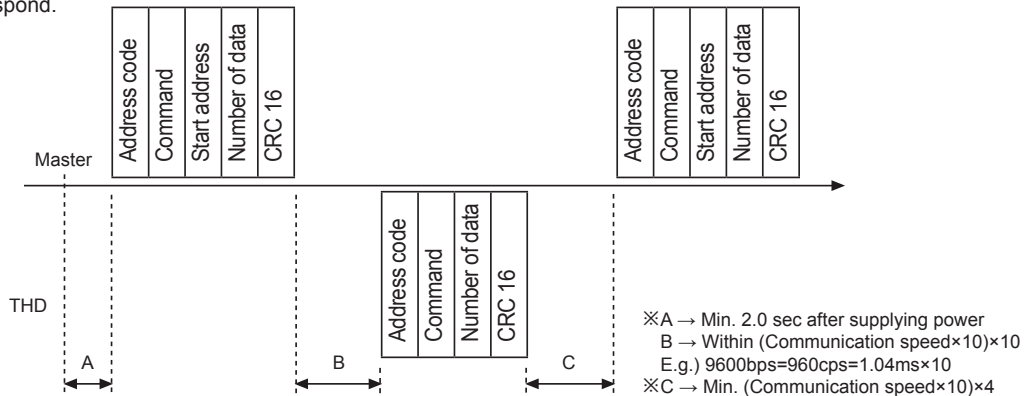 spond.
Address code
Command
Start address
Number of data
CRC 16
Address code
Command
Start address
Number of data
CRC 16
Master
Address code
Command
Number of data
CRC 16
THD
A
B
C
※A → Min. 2.0 sec after supplying power
B → Within (Communication speed×10)×10
E.g.) 9600bps=960cps=1.04ms×10
※C → Min. (Communication speed×10)×4